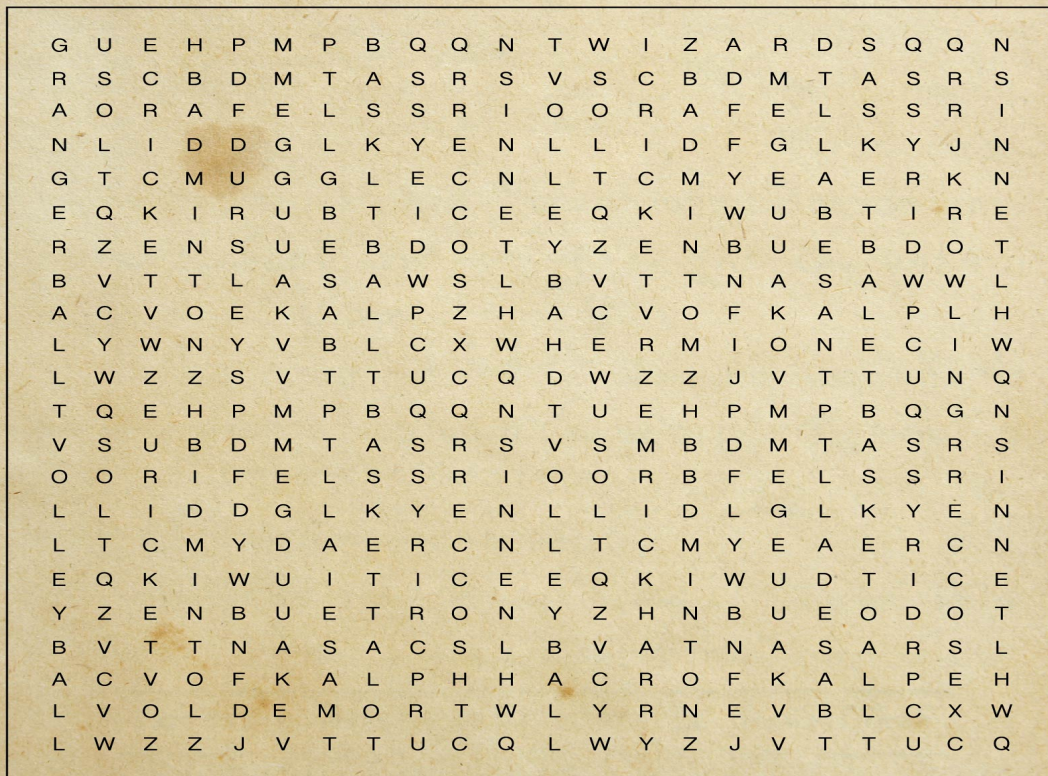 G U E H P M P B Q Q N T W I Z A R D S Q Q N
R S C B D M T A S R S V S C B D M T A S R S
A O R A F E L S S R I O O R A F E L S S R I
N L I D D G L K Y E N L L I D F G L K Y J N
G T C M U G G L E C N L T C M Y E A E R K N
E Q K I R U B T I C E E Q K I W U B T I R E
R Z E N S U E B D O T Y Z E N B U E B D O T
B V T T L A S A W S L B V T T N A S A W W L
A C V O E K A L P Z H A C V O F K A L P L H
L Y W N Y V B L C X W H E R M I O N E C I W
L W Z Z S V T T U C Q D W Z Z J V T T U N Q
T Q E H P M P B Q Q N T U E H P M P B Q G N
V S U B D M T A S R S V S M B D M T A S R S
O O R I F E L S S R I O O R B F E L S S R I
L L I D D G L K Y E N L L I D L G L K Y E N
L T C M Y D A E R C N L T C M Y E A E R C N
E Q K I W U I T I C E E Q K I W U D T I C E
Y Z E N B U E T R O N Y Z H N B U E O D O T
B V T T N A S A C S L B V A T N A S A R S L
A C V O F K A L P H H A C R O F K A L P E H
L V O L D E M O R T W L Y R N E V B L C X W
L W Z Z J V T T U C Q L W Y Z J V T T U C Q